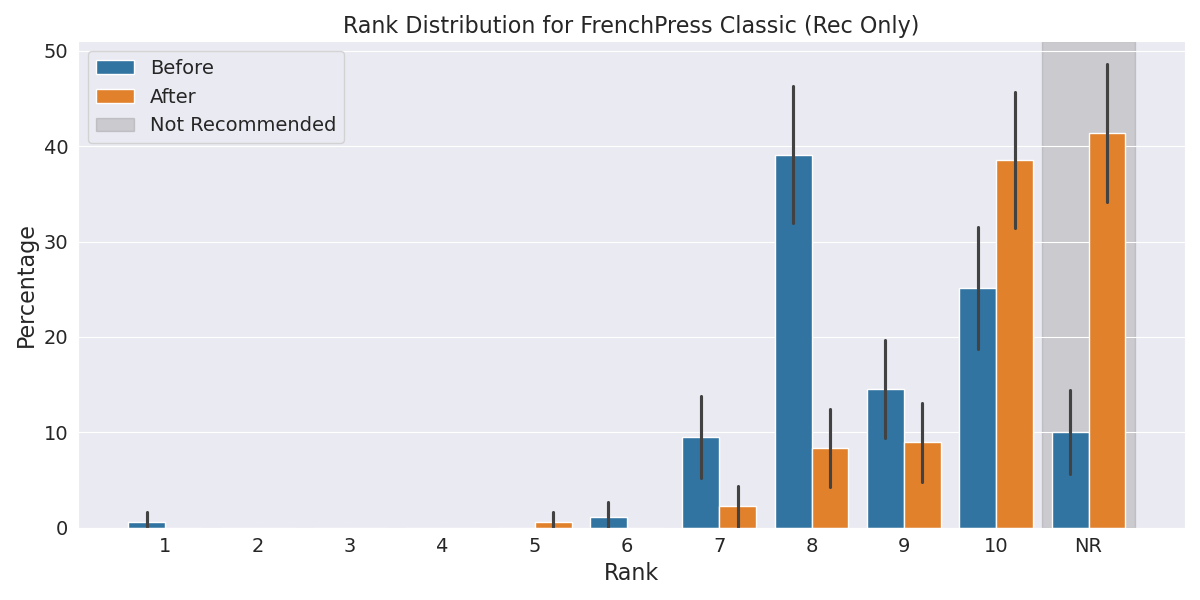 Rank Distribution for FrenchPress Classic (Rec Only)
50
40
30
20
10
0
Percentage
Before
After
Not Recommended
1 2 3 4 5 6 7 8 9 10 NR
Rank